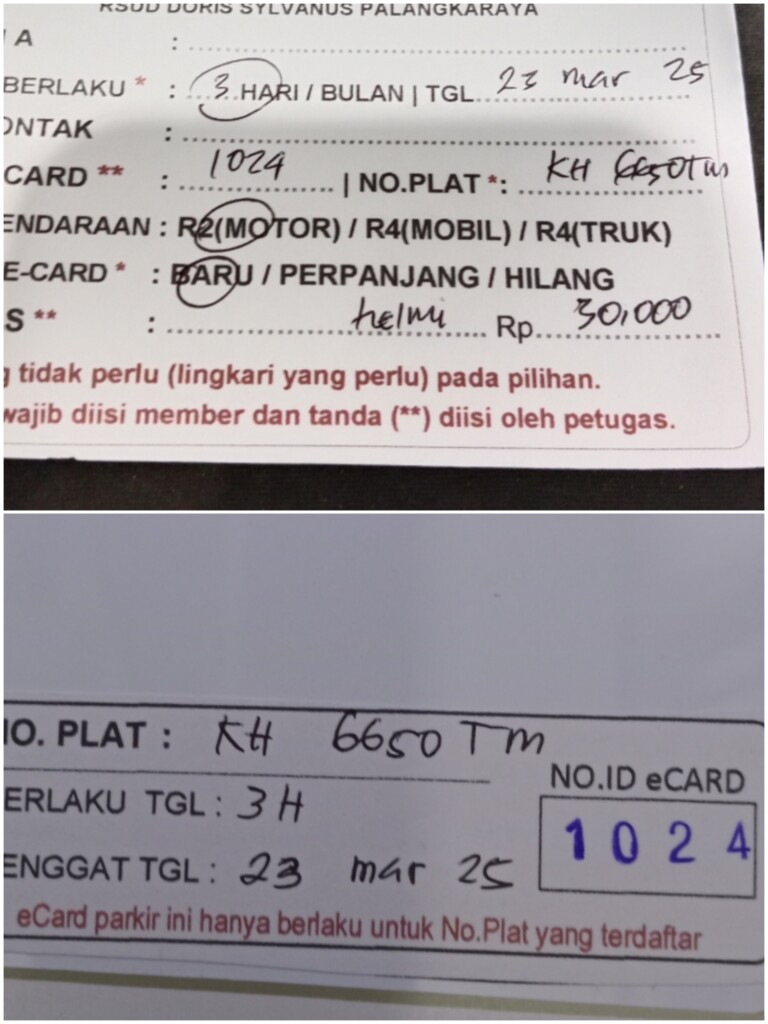 RSUD DORIS SYLVANUS PALANGKARAYA
A : ........
BERLAKU * : 3 HARI / BULAN | TGL 23 mar 25
ONTAK : ........
CARD ** : 1024 | NO.PLAT *: KH 6650TM
ENDARAAN : R2(MOTOR) / R4(MOBIL) / R4(TRUK)
E-CARD * : BARU / PERPANJANG / HILANG
S ** : helmi Rp. 30,000
g tidak perlu (lingkari yang perlu) pada pilihan.
wajib diisi member dan tanda (**) diisi oleh petugas.
NO. PLAT : KH 6650 TM
ERLAKU TGL : 3 H
NO.ID eCARD
1024
ENGGAT TGL : 23 mar 25
eCard parkir ini hanya berlaku untuk No.Plat yang terdaftar